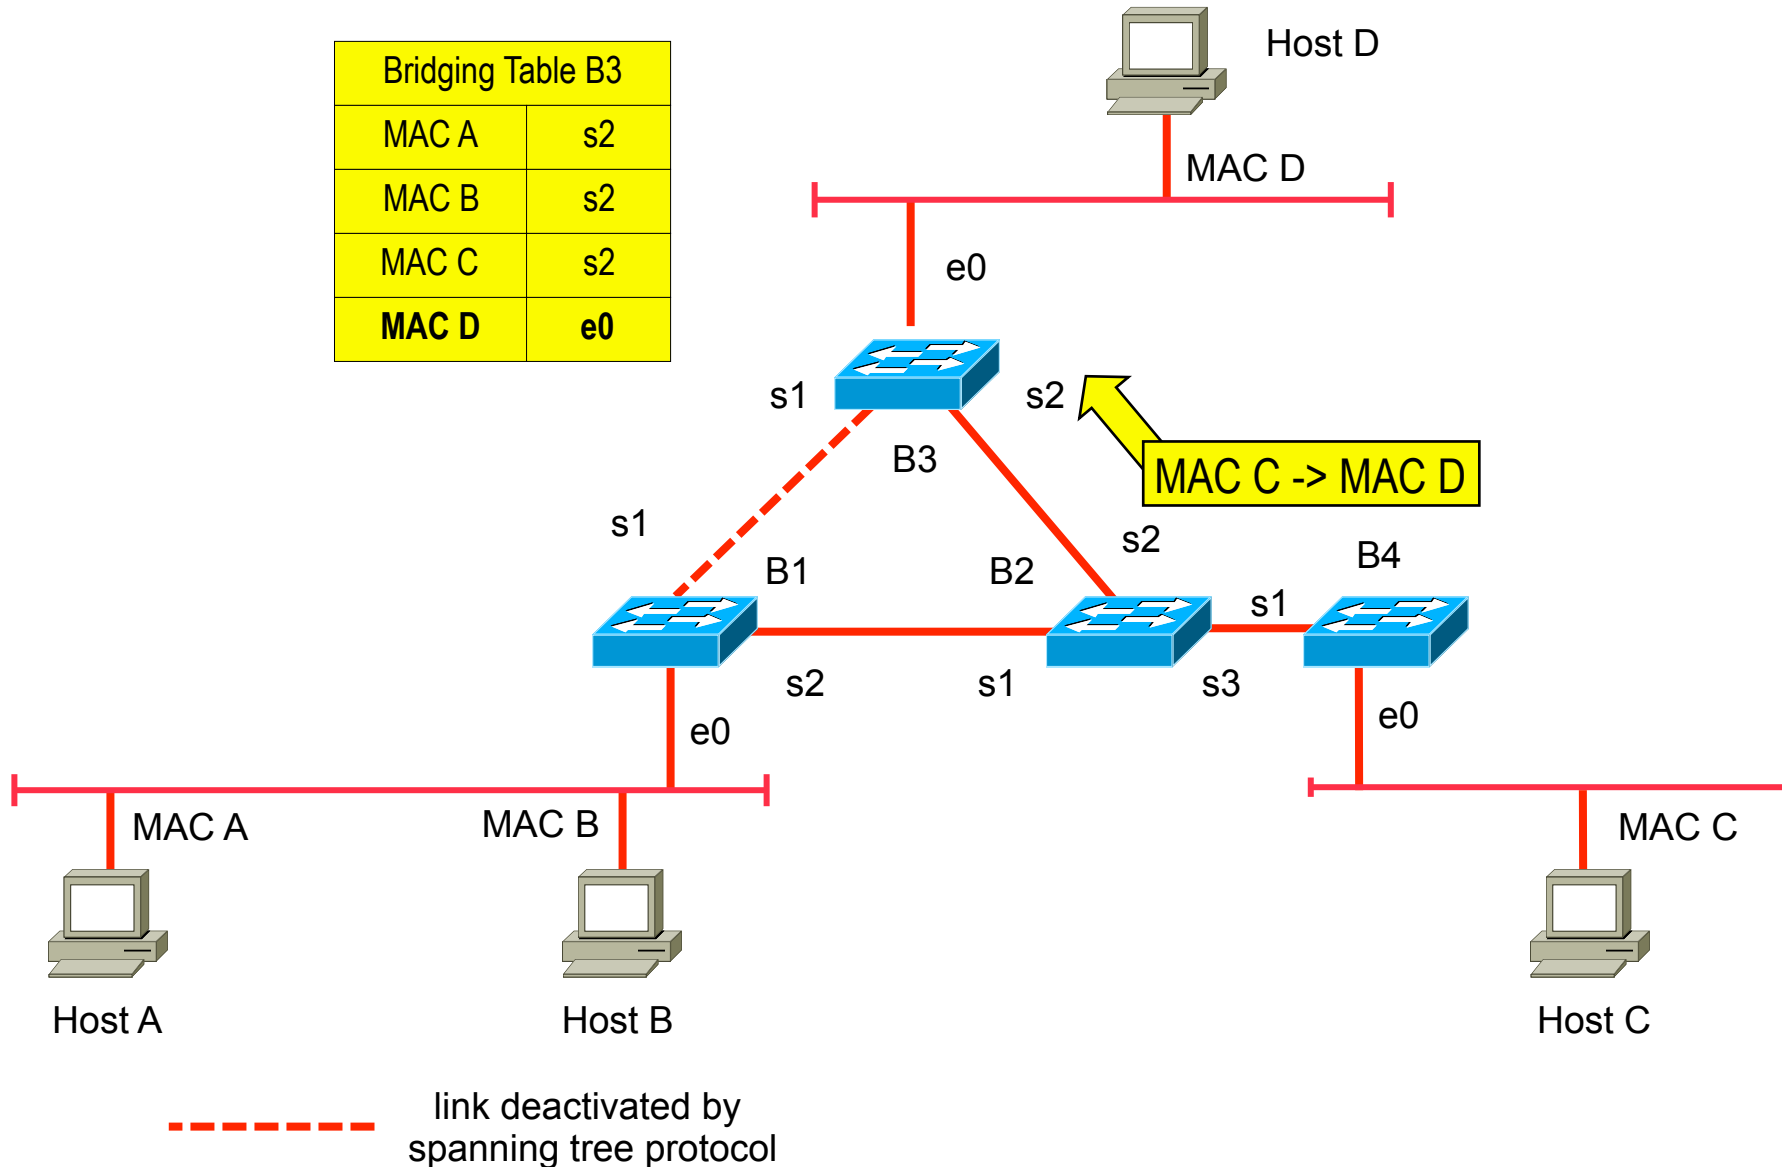 Host D
Bridging Table B3
MAC A s2
MAC B s2
MAC C s2
MAC D e0
MAC D
e0
s1
s2
B3
MAC C -> MAC D
s1
s2
B1
B2
B4
s1
s2
s1
s3
e0
e0
MAC A
MAC B
MAC C
Host A
Host B
Host C
link deactivated by
spanning tree protocol